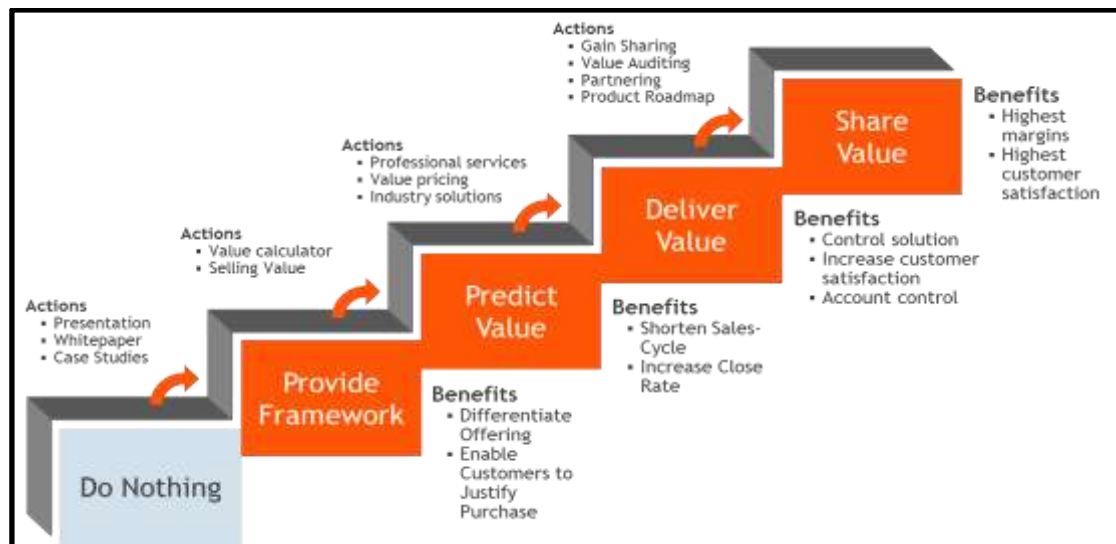 Actions
▪ Presentation
▪ Whitepaper
▪ Case Studies
Do Nothing
Actions
▪ Value calculator
▪ Selling Value
Provide
Framework
Benefits
▪ Differentiate
Offering
▪ Enable
Customers to
Justify
Purchase
Actions
▪ Professional services
▪ Value pricing
▪ Industry solutions
Predict
Value
Benefits
▪ Shorten Sales-
Cycle
▪ Increase Close
Rate
Actions
▪ Gain Sharing
▪ Value Auditing
▪ Partnering
▪ Product Roadmap
Deliver
Value
Benefits
▪ Control solution
▪ Increase customer
satisfaction
▪ Account control
Share
Value
Benefits
▪ Highest
margins
▪ Highest
customer
satisfaction